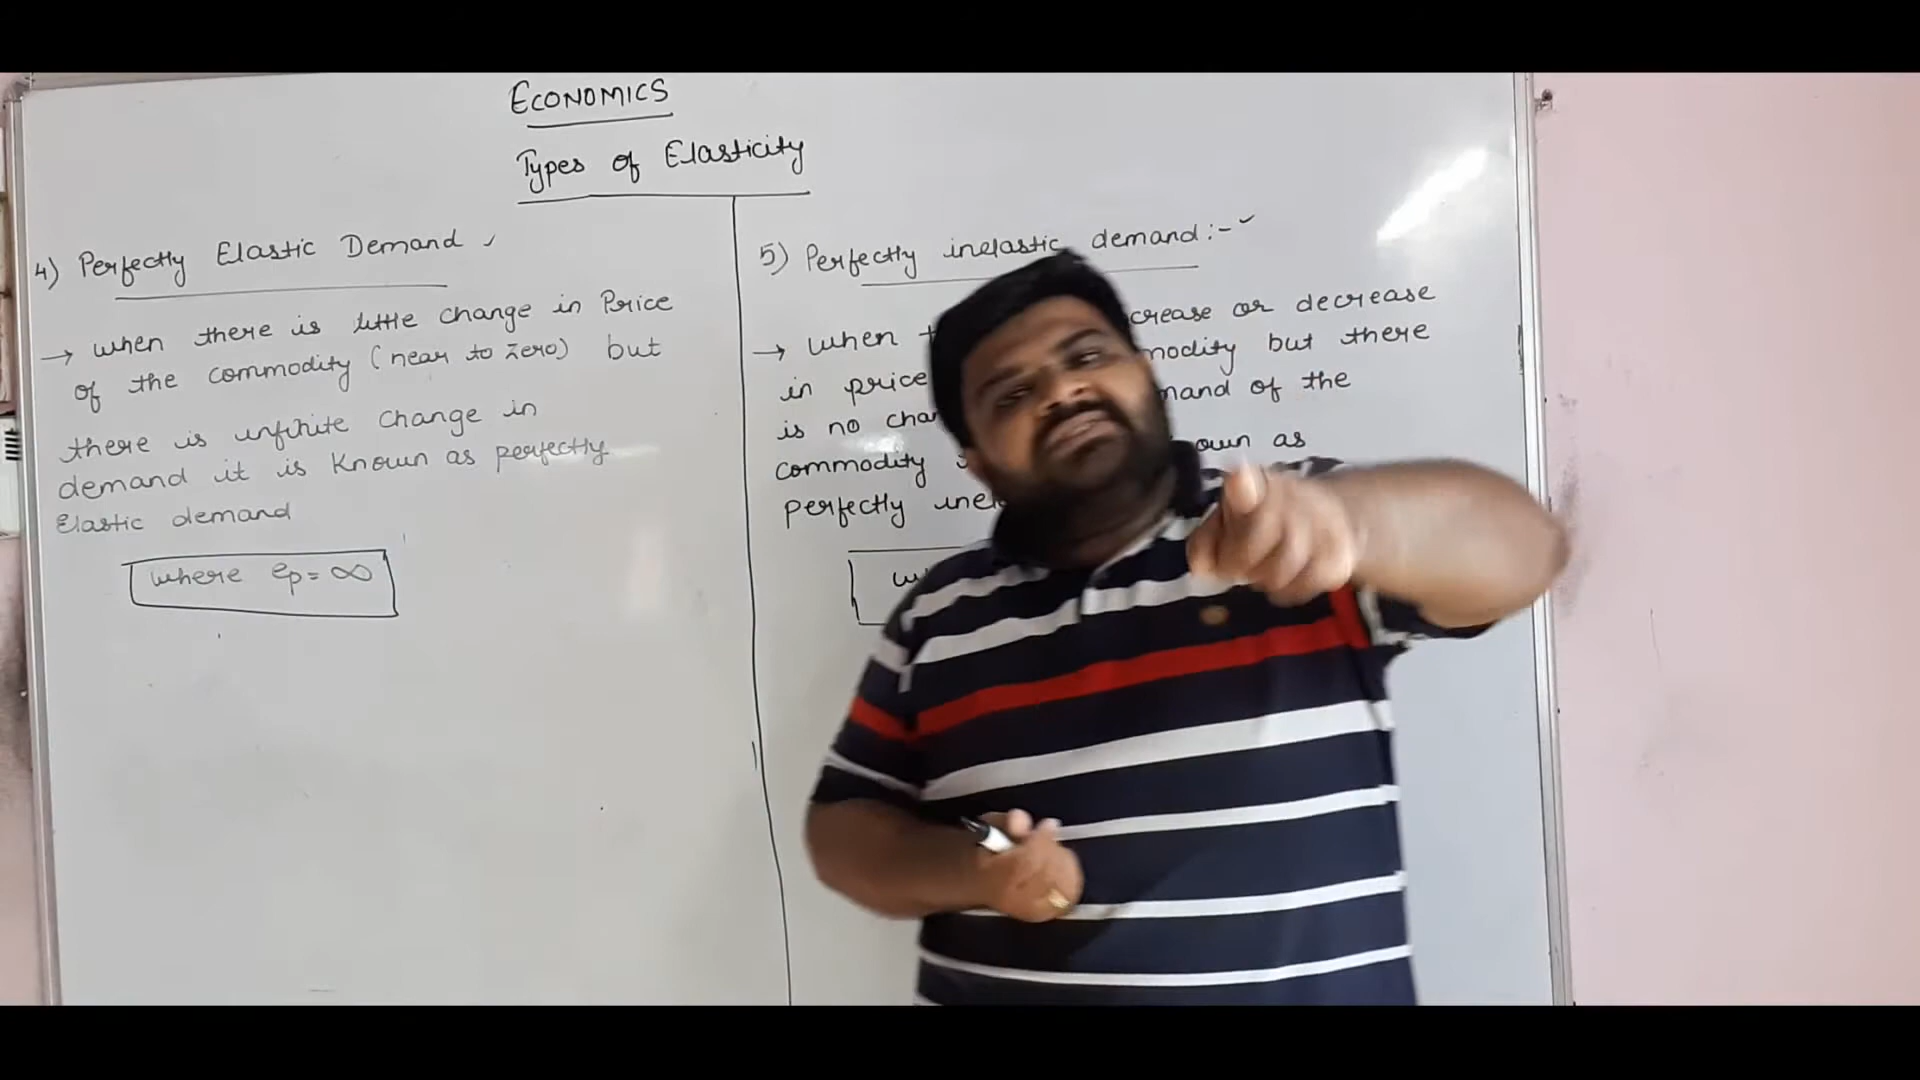 ECONOMICS
Types of Elasticity
4) Perfectly Elastic Demand
→ when there is little change in Price
of the commodity (near to zero) but
there is infinite change in
demand it is known as perfectly
Elastic demand
where ep = ∞
5) Perfectly inelastic demand :-
→ when crease or decrease
in price modity but there
is no mand of the
commodity own as
perfectly